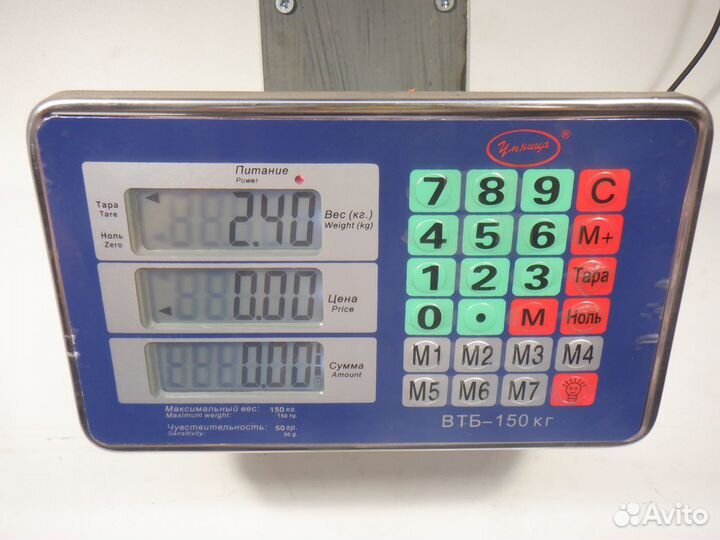 Умница ®
Питание
Power
Тара
Tare
Ноль
Zero
2.40
Вес (кг.)
Weight (kg)
0.00
Цена
Price
0.00
Сумма
Amount
Максимальный вес: 150 кг.
Maximum weight: 150 kg.
Чувствительность: 50 гр.
Sensitivity: 50 g.
7 8 9 C
4 5 6 M+
1 2 3 Тара
0 • M Ноль
M1 M2 M3 M4
M5 M6 M7
ВТБ-150 кг
Avito